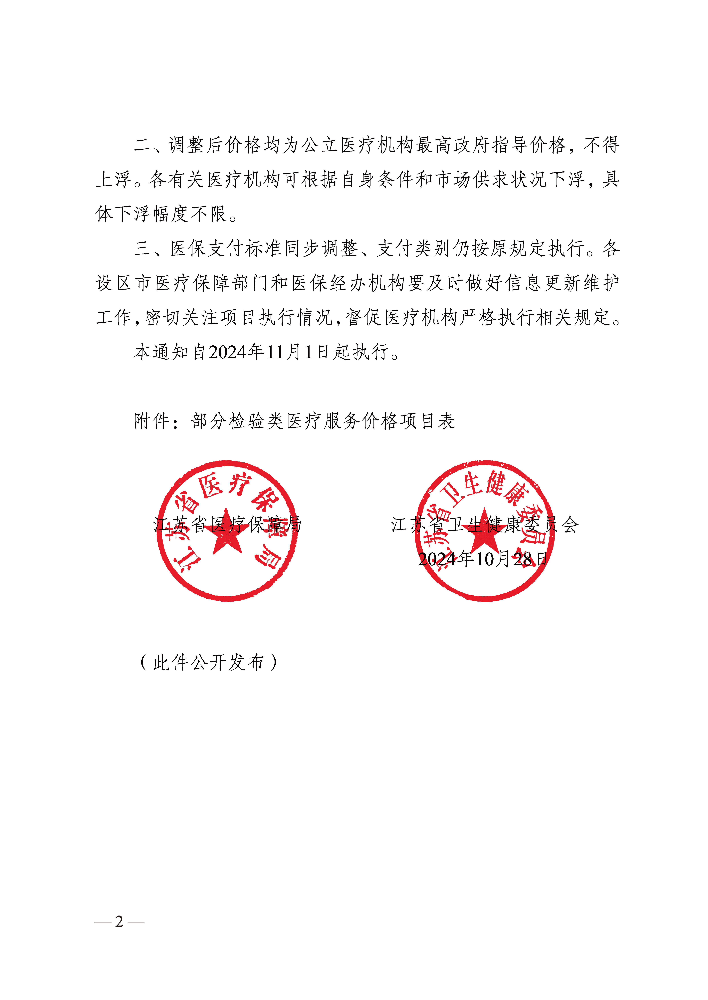 二、调整后价格均为公立医疗机构最高政府指导价格，不得
上浮。各有关医疗机构可根据自身条件和市场供求状况下浮，具
体下浮幅度不限。
三、医保支付标准同步调整、支付类别仍按原规定执行。各
设区市医疗保障部门和医保经办机构要及时做好信息更新维护
工作，密切关注项目执行情况，督促医疗机构严格执行相关规定。
本通知自2024年11月1日起执行。
附件：部分检验类医疗服务价格项目表
江苏省医疗保障局
江苏省卫生健康委员会
江苏省医疗保障局 江苏省卫生健康委员会
2024年10月28日
（此件公开发布）
— 2 —